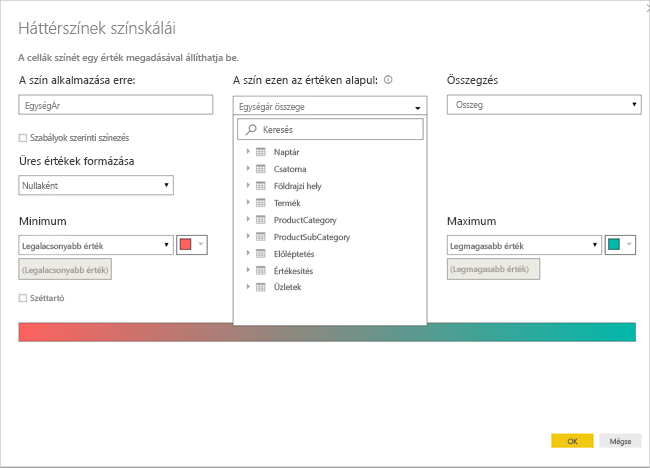 Háttérszínek színskálái
A cellák színét egy érték megadásával állíthatja be.
A szín alkalmazása erre:
A szín ezen az értéken alapul:
Összegzés
EgységÁr
Egységár összege
Összeg
Keresés
Szabályok szerinti színezés
Üres értékek formázása
Nullaként
Naptár
Csatorna
Földrajzi hely
Termék
ProductCategory
ProductSubCategory
Előléptetés
Értékesítés
Üzletek
Minimum
Maximum
Legalacsonyabb érték
Legmagasabb érték
(Legalacsonyabb érték)
(Legmagasabb érték)
Széttartó
OK
Mégse